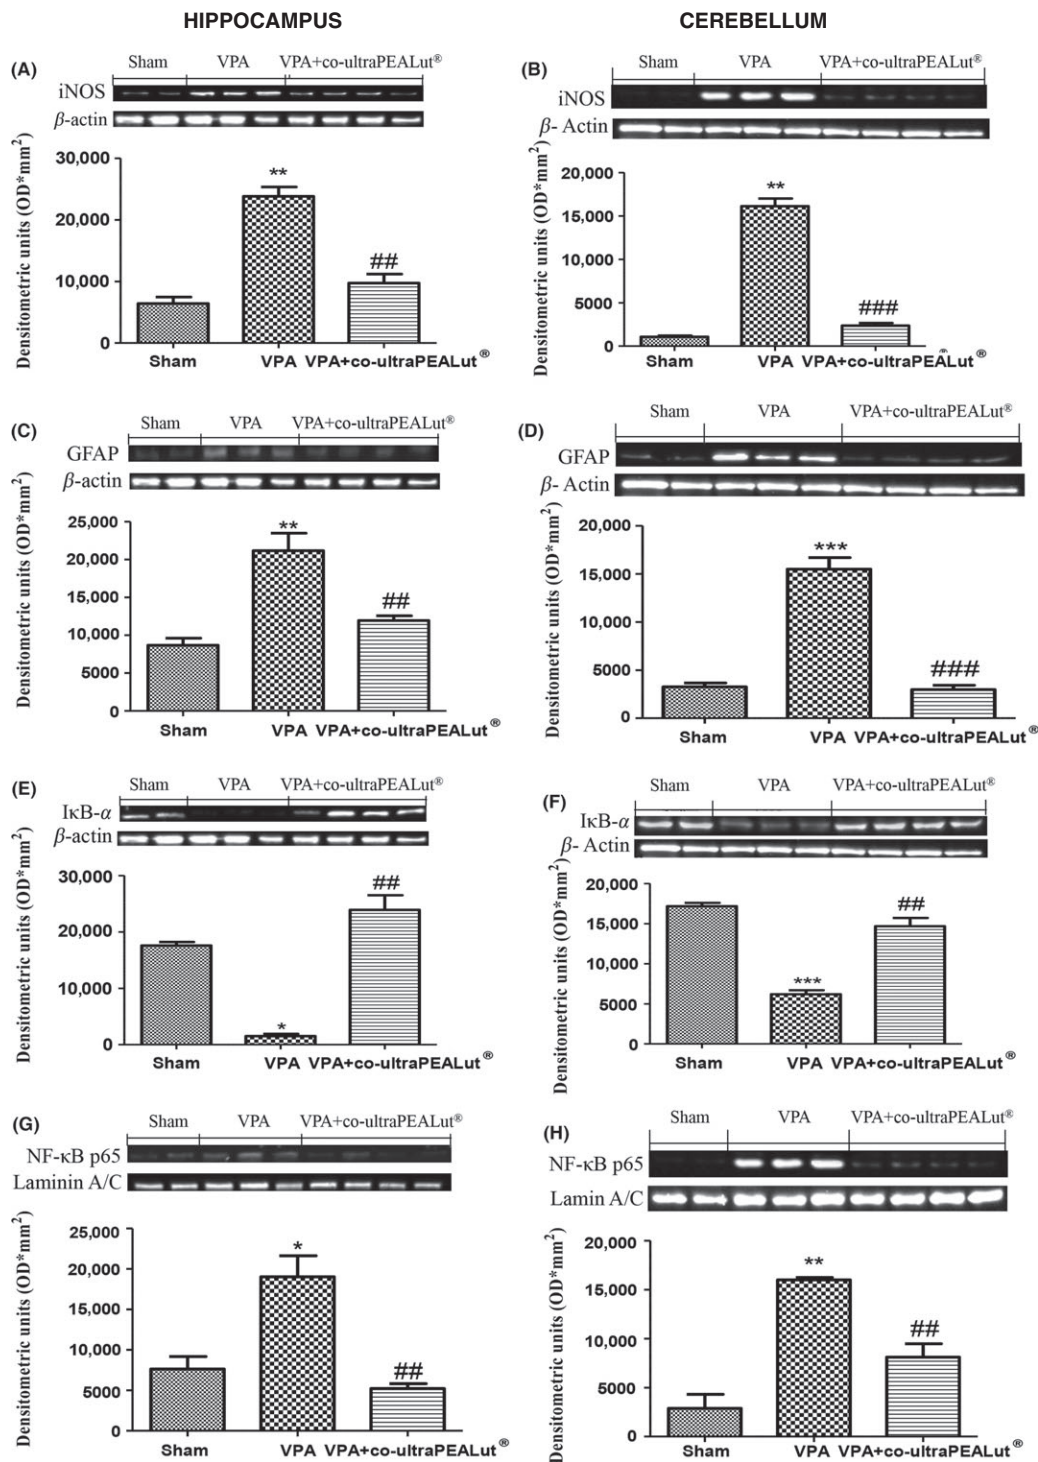 HIPPOCAMPUS
CEREBELLUM
(A)
Sham VPA VPA+co-ultraPEALut®
iNOS
β-actin
Densitometric units (OD*mm²)
30,000
20,000
10,000
0
**
##
Sham VPA VPA+co-ultraPEALut®
(B)
Sham VPA VPA+co-ultraPEALut®
iNOS
β- Actin
Densitometric units (OD*mm²)
20,000
15,000
10,000
5000
0
**
###
Sham VPA VPA+co-ultraPEALut®
(C)
Sham VPA VPA+co-ultraPEALut®
GFAP
β-actin
Densitometric units (OD*mm²)
25,000
20,000
15,000
10,000
5000
0
**
##
Sham VPA VPA+co-ultraPEALut®
(D)
Sham VPA VPA+co-ultraPEALut®
GFAP
β- Actin
Densitometric units (OD*mm²)
20,000
15,000
10,000
5000
0
***
###
Sham VPA VPA+co-ultraPEALut®
(E)
Sham VPA VPA+co-ultraPEALut®
IκB-α
β-actin
Densitometric units (OD*mm²)
30,000
20,000
10,000
0
*
##
Sham VPA VPA+co-ultraPEALut®
(F)
Sham VPA VPA+co-ultraPEALut®
IκB-α
β- Actin
Densitometric units (OD*mm²)
20,000
15,000
10,000
5000
0
***
##
Sham VPA VPA+co-ultraPEALut®
(G)
Sham VPA VPA+co-ultraPEALut®
NF-κB p65
Laminin A/C
Densitometric units (OD*mm²)
25,000
20,000
15,000
10,000
5000
0
*
##
Sham VPA VPA+co-ultraPEALut®
(H)
Sham VPA VPA+co-ultraPEALut®
NF-κB p65
Lamin A/C
Densitometric units (OD*mm²)
20,000
15,000
10,000
5000
0
**
##
Sham VPA VPA+co-ultraPEALut®